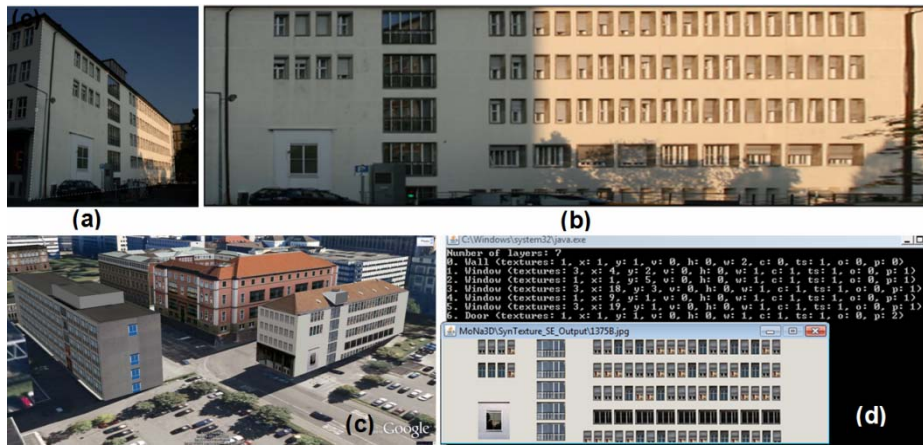 (a)
(b)
C:\Windows\system32\java.exe
Number of layers: 7
0. Wall (textures: 1, x: 1, y: 1, v: 0, h: 0, w: 2, c: 0, ts: 1, o: 0, p: 0)
1. Window (textures: 3, x: 4, y: 2, v: 0, h: 0, w: 1, c: 1, ts: 1, o: 0, p: 1)
2. Window (textures: 1, x: 1, y: 5, v: 0, h: 0, w: 1, c: 1, ts: 1, o: 0, p: 1)
3. Window (textures: 3, x: 18, y: 3, v: 0, h: 0, w: 1, c: 1, ts: 1, o: 0, p: 1)
4. Window (textures: 1, x: 9, y: 1, v: 0, h: 0, w: 1, c: 1, ts: 1, o: 0, p: 1)
5. Window (textures: 3, x: 19, y: 1, v: 0, h: 0, w: 1, c: 1, ts: 1, o: 0, p: 1)
6. Door (textures: 1, x: 1, y: 1, v: 0, h: 0, w: 1, c: 1, ts: 1, o: 0, p: 2)
MoNa3D\SynTexture_SE_Output\1375B.jpg
(c)
Google
(d)